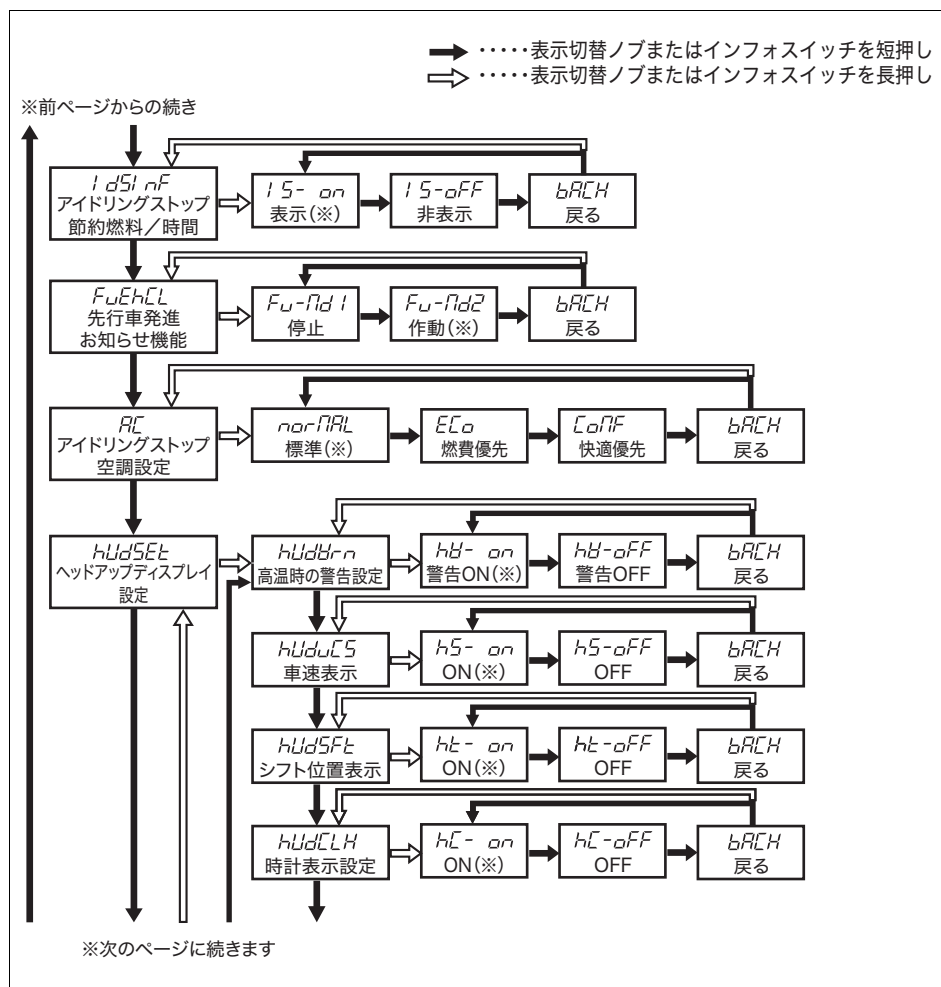 ･････表示切替ノブまたはインフォスイッチを短押し
･････表示切替ノブまたはインフォスイッチを長押し
※前ページからの続き
IdSInF
アイドリングストップ
節約燃料／時間
IS- on
表示(※)
IS-oFF
非表示
bACH
戻る
FvEhCL
先行車発進
お知らせ機能
Fv-Md1
停止
Fv-Md2
作動(※)
bACH
戻る
AC
アイドリングストップ
空調設定
norMAL
標準(※)
ECo
燃費優先
CoMF
快適優先
bACH
戻る
hUdSEt
ヘッドアップディスプレイ
設定
hUdWrn
高温時の警告設定
hW- on
警告ON(※)
hW-oFF
警告OFF
bACH
戻る
hUdvCS
車速表示
hS- on
ON(※)
hS-oFF
OFF
bACH
戻る
hUdSFt
シフト位置表示
ht- on
ON(※)
ht-oFF
OFF
bACH
戻る
hUdCLH
時計表示設定
hC- on
ON(※)
hC-oFF
OFF
bACH
戻る
※次のページに続きます